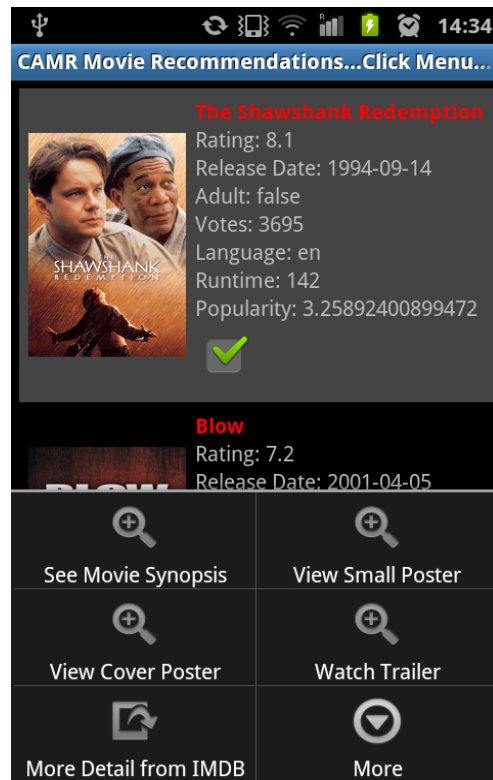 R
14:34
CAMR Movie Recommendations...Click Menu...
The Shawshank Redemption
Rating: 8.1
Release Date: 1994-09-14
Adult: false
Votes: 3695
Language: en
Runtime: 142
Popularity: 3.25892400899472
THE
SHAWSHANK
REDEMPTION
Blow
Rating: 7.2
Release Date: 2001-04-05
BLOW
See Movie Synopsis
View Small Poster
View Cover Poster
Watch Trailer
More Detail from IMDB
More